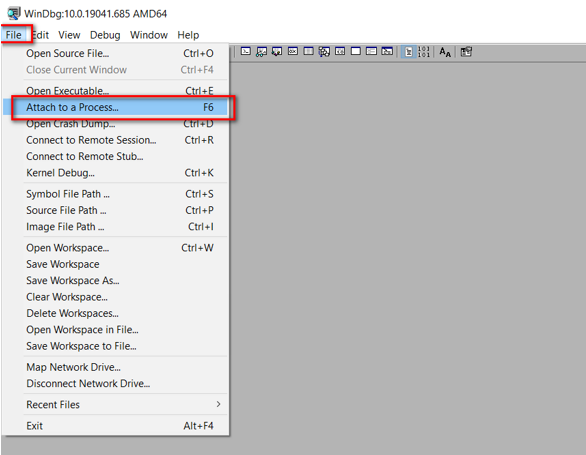 WinDbg:10.0.19041.685 AMD64
File Edit View Debug Window Help
Open Source File... Ctrl+O
Close Current Window Ctrl+F4
Open Executable... Ctrl+E
Attach to a Process... F6
Open Crash Dump... Ctrl+D
Connect to Remote Session... Ctrl+R
Connect to Remote Stub...
Kernel Debug... Ctrl+K
Symbol File Path ... Ctrl+S
Source File Path ... Ctrl+P
Image File Path ... Ctrl+I
Open Workspace... Ctrl+W
Save Workspace
Save Workspace As...
Clear Workspace...
Delete Workspaces...
Open Workspace in File...
Save Workspace to File...
Map Network Drive...
Disconnect Network Drive...
Recent Files
Exit Alt+F4